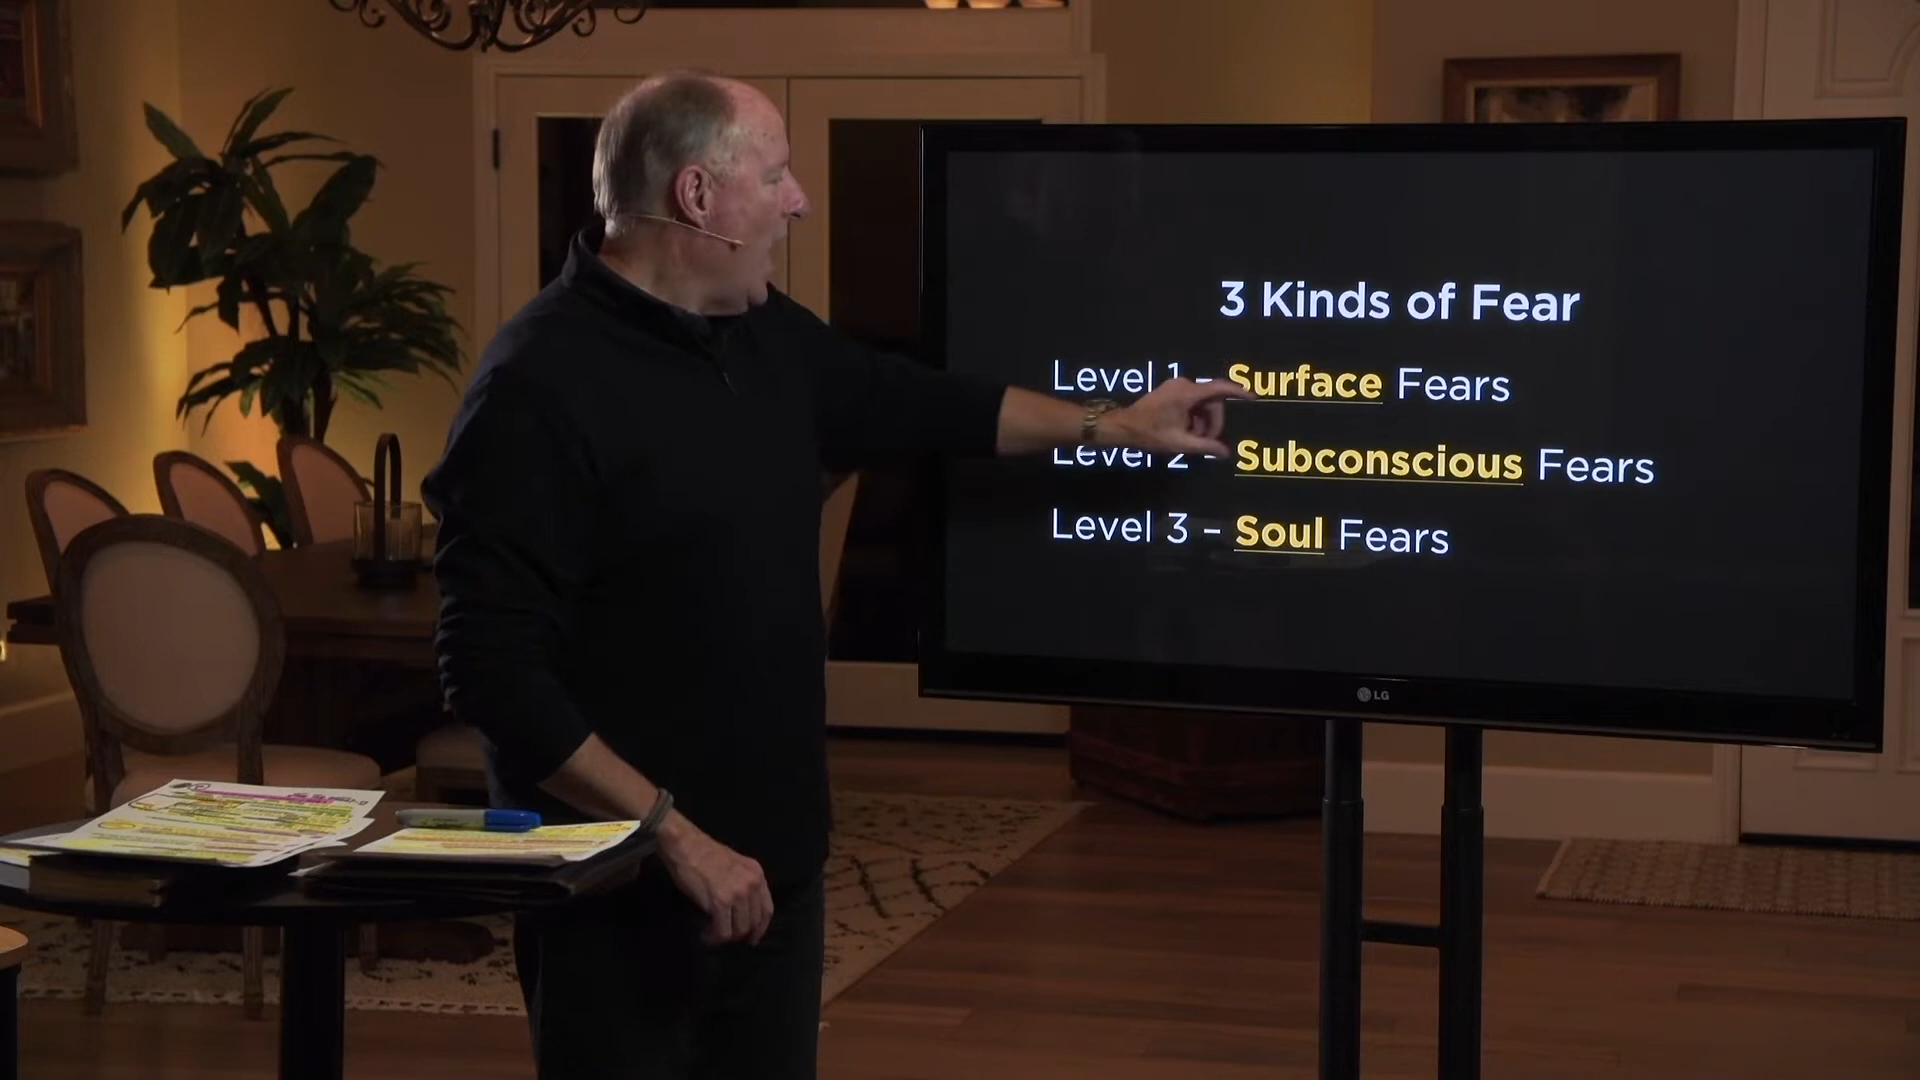 3 Kinds of Fear
Level 1 – Surface Fears
Level 2 – Subconscious Fears
Level 3 – Soul Fears
LG